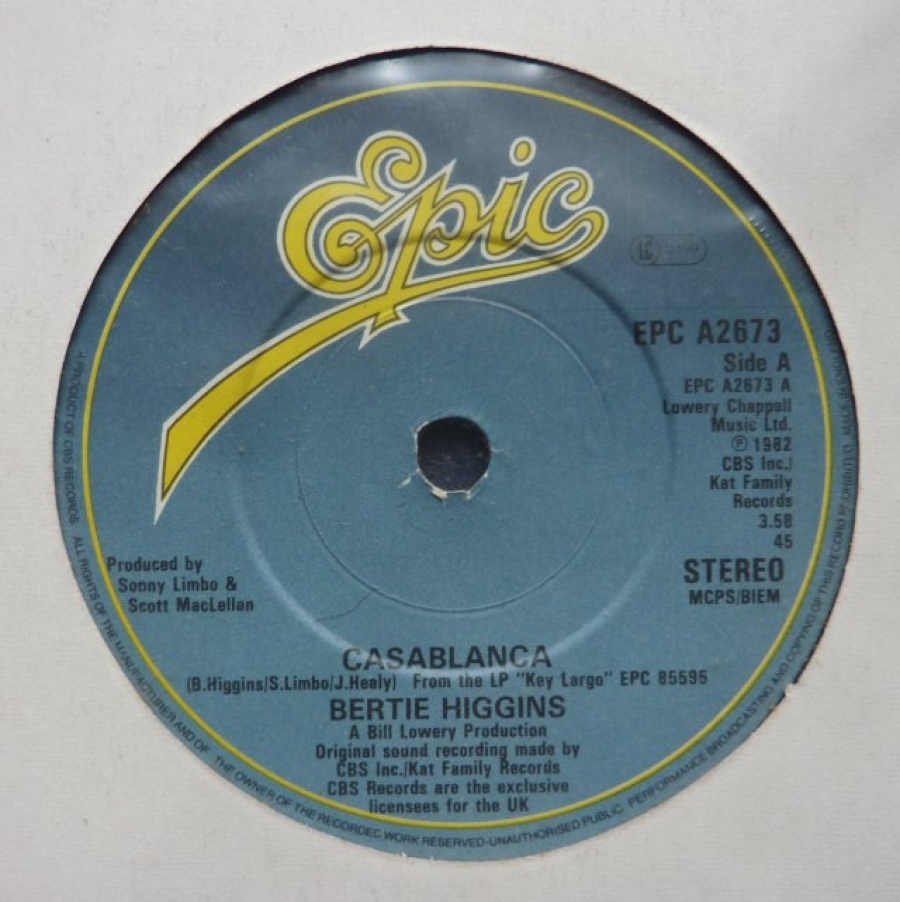 Epic
EPC A2673
Side A
EPC A2673 A
Lowery Chappell
Music Ltd.
℗ 1982
CBS Inc./
Kat Family
Records
3.58
45
STEREO
MCPS/BIEM
Produced by
Sonny Limbo &
Scott MacLellan
CASABLANCA
(B.Higgins/S.Limbo/J.Healy) From the LP "Key Largo" EPC 85595
BERTIE HIGGINS
A Bill Lowery Production
Original sound recording made by
CBS Inc./Kat Family Records
CBS Records are the exclusive
licensees for the UK
A PRODUCT OF CBS RECORDS. ALL RIGHTS OF THE MANUFACTURER AND OF THE OWNER OF THE RECORDED WORK RESERVED-UNAUTHORISED PUBLIC PERFORMANCE BROADCASTING AND COPYING OF THIS RECORD PROHIBITED. MADE IN